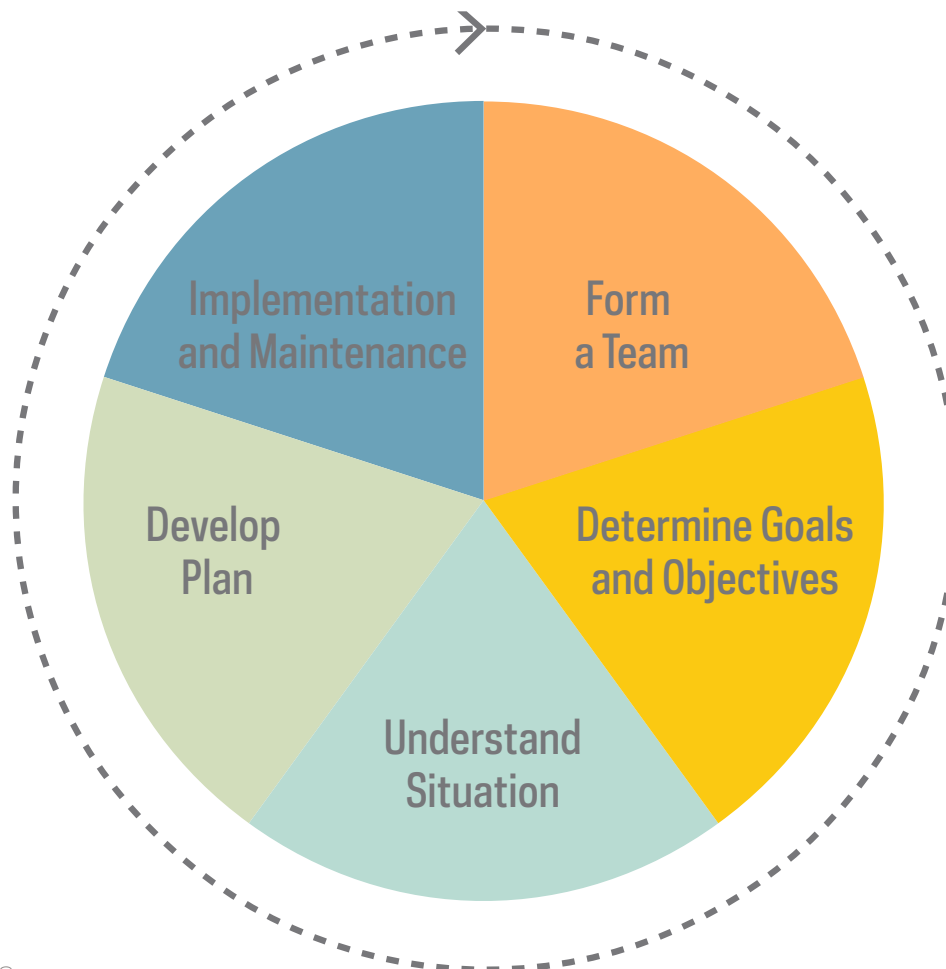 Implementation
and Maintenance
Form
a Team
Develop
Plan
Determine Goals
and Objectives
Understand
Situation